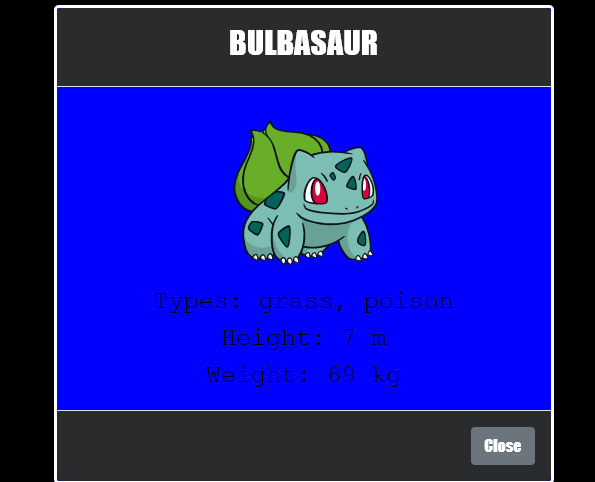 BULBASAUR
Types: grass, poison
Height: 7 m
Weight: 69 kg
Close